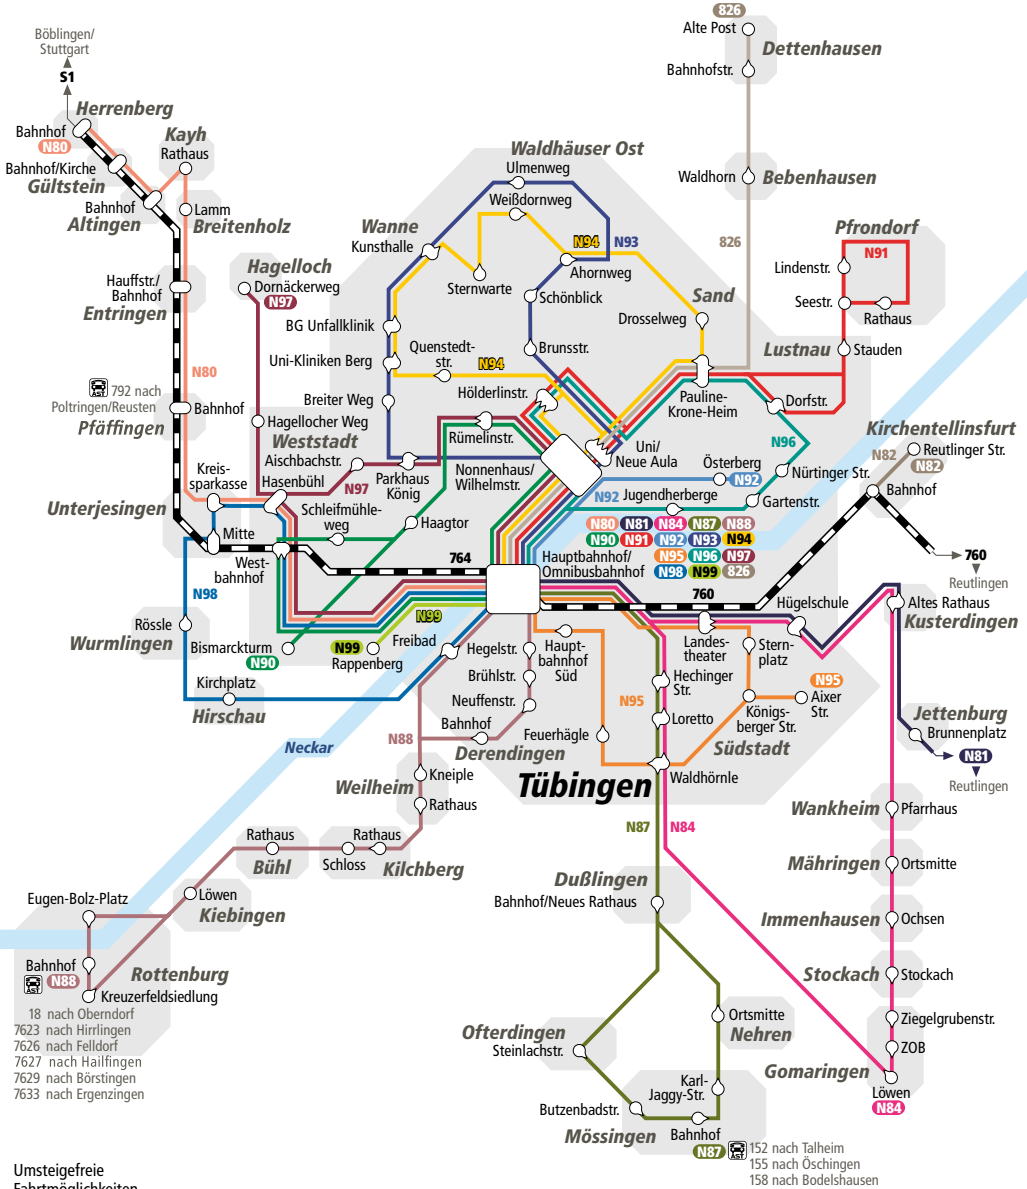 826
Alte Post
Dettenhausen
Bahnhofstr.
Böblingen/
Stuttgart
S1
Herrenberg
Bahnhof
N80
Kayh
Rathaus
Bahnhof/Kirche
Gültstein
Bahnhof
Altingen
Lamm
Breitenholz
Waldhäuser Ost
Ulmenweg
Weißdornweg
Waldhorn
Bebenhausen
Wanne
Kunsthalle
N94
N93
826
Pfrondorf
N91
Lindenstr.
Seestr.
Rathaus
Hauffstr./
Bahnhof
Entringen
Hagelloch
Dornäckerweg
N97
Sternwarte
Ahornweg
Schönblick
Sand
Drosselweg
BG Unfallklinik
Uni-Kliniken Berg
Quenstedt-
str.
N94
Brunsstr.
Lustnau
Stauden
N80
792 nach
Poltringen/Reusten
Pfäffingen
Bahnhof
Breiter Weg
Hölderlinstr.
Pauline-
Krone-Heim
Dorfstr.
Hagellocher Weg
Weststadt
Aischbachstr.
Rümelinstr.
Uni/
Neue Aula
N96
Kirchentellinsfurt
N82
Reutlinger Str.
N82
Bahnhof
Kreis-
sparkasse
Hasenbühl
N97
Parkhaus
König
Nonnenhaus/
Wilhelmstr.
Österberg
N92
N92
Jugendherberge
Nürtinger Str.
Gartenstr.
Unterjesingen
Schleifmühle-
weg
Haagtor
Mitte
West-
bahnhof
764
N80 N81 N84 N87 N88
N90 N91 N92 N93 N94
N95 N96 N97
N98 N99 826
Hauptbahnhof/
Omnibusbahnhof
760
760
Reutlingen
N98
Rössle
Wurmlingen
Bismarckturm
N90
N99
N99
Rappenberg
Freibad
Hegelstr.
Haupt-
bahnhof
Süd
Landes-
theater
Hügelschule
Stern-
platz
Altes Rathaus
Kusterdingen
Kirchplatz
Hirschau
Brühlstr.
Neuffenstr.
Hechinger
Str.
N95
N95
Aixer
Str.
Königs-
berger Str.
Loretto
Jettenburg
Brunnenplatz
N81
Reutlingen
Neckar
N88
Bahnhof
Derendingen
Feuerhägle
Südstadt
Waldhörnle
Tübingen
Weilheim
Kneiple
Rathaus
N87
N84
Wankheim
Pfarrhaus
Rathaus
Bühl
Rathaus
Schloss
Kilchberg
Mähringen
Ortsmitte
Dußlingen
Bahnhof/Neues Rathaus
Eugen-Bolz-Platz
Löwen
Kiebingen
Immenhausen
Ochsen
Bahnhof
AST
N88
Rottenburg
Kreuzerfeldsiedlung
Stockach
Stockach
18 nach Oberndorf
7623 nach Hirrlingen
7626 nach Felldorf
7627 nach Hailfingen
7629 nach Börstingen
7633 nach Ergenzingen
Ofterdingen
Steinlachstr.
Ortsmitte
Nehren
Ziegelgrubenstr.
ZOB
Gomaringen
Löwen
N84
Karl-
Jaggy-Str.
Butzenbadstr.
Mössingen
Bahnhof
N87
AST
152 nach Talheim
155 nach Öschingen
158 nach Bodelshausen
Umsteigefreie
Fahrtmöglichkeiten